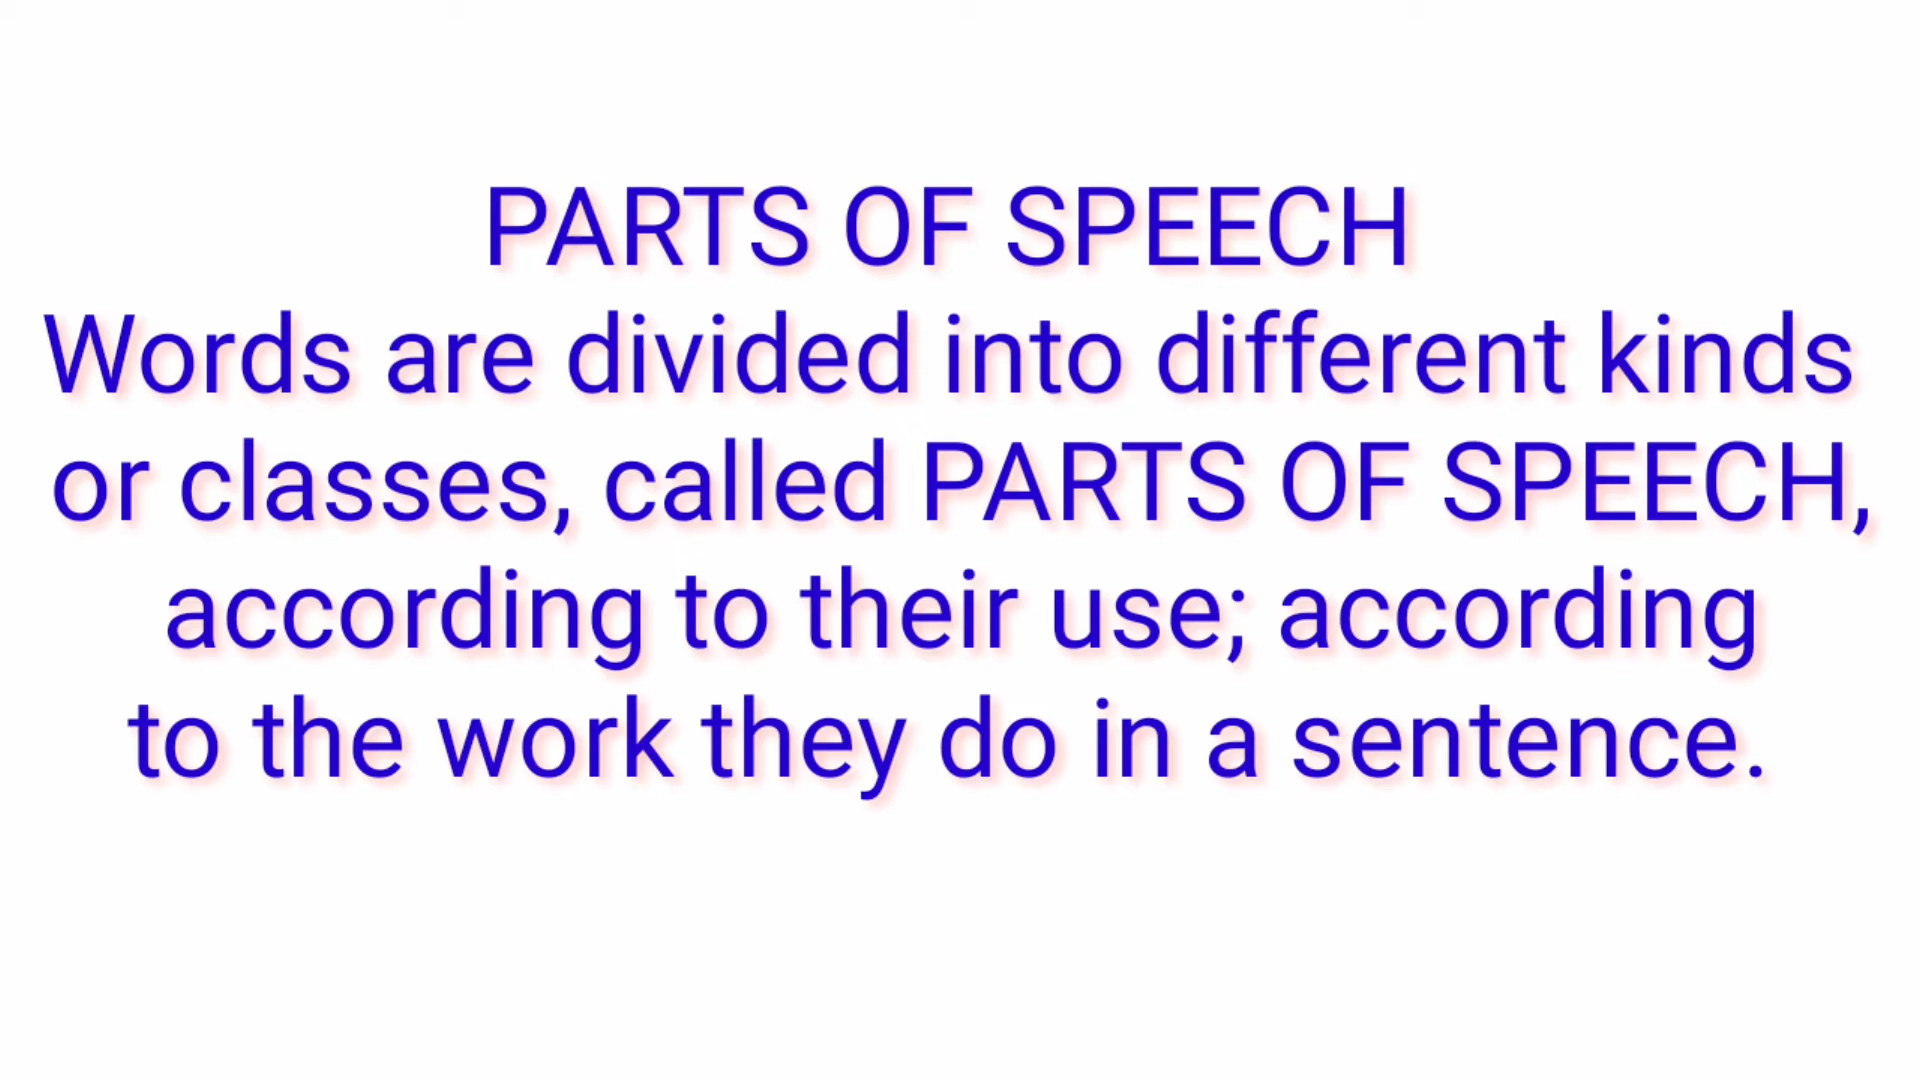 PARTS OF SPEECH
Words are divided into different kinds
or classes, called PARTS OF SPEECH,
according to their use; according
to the work they do in a sentence.